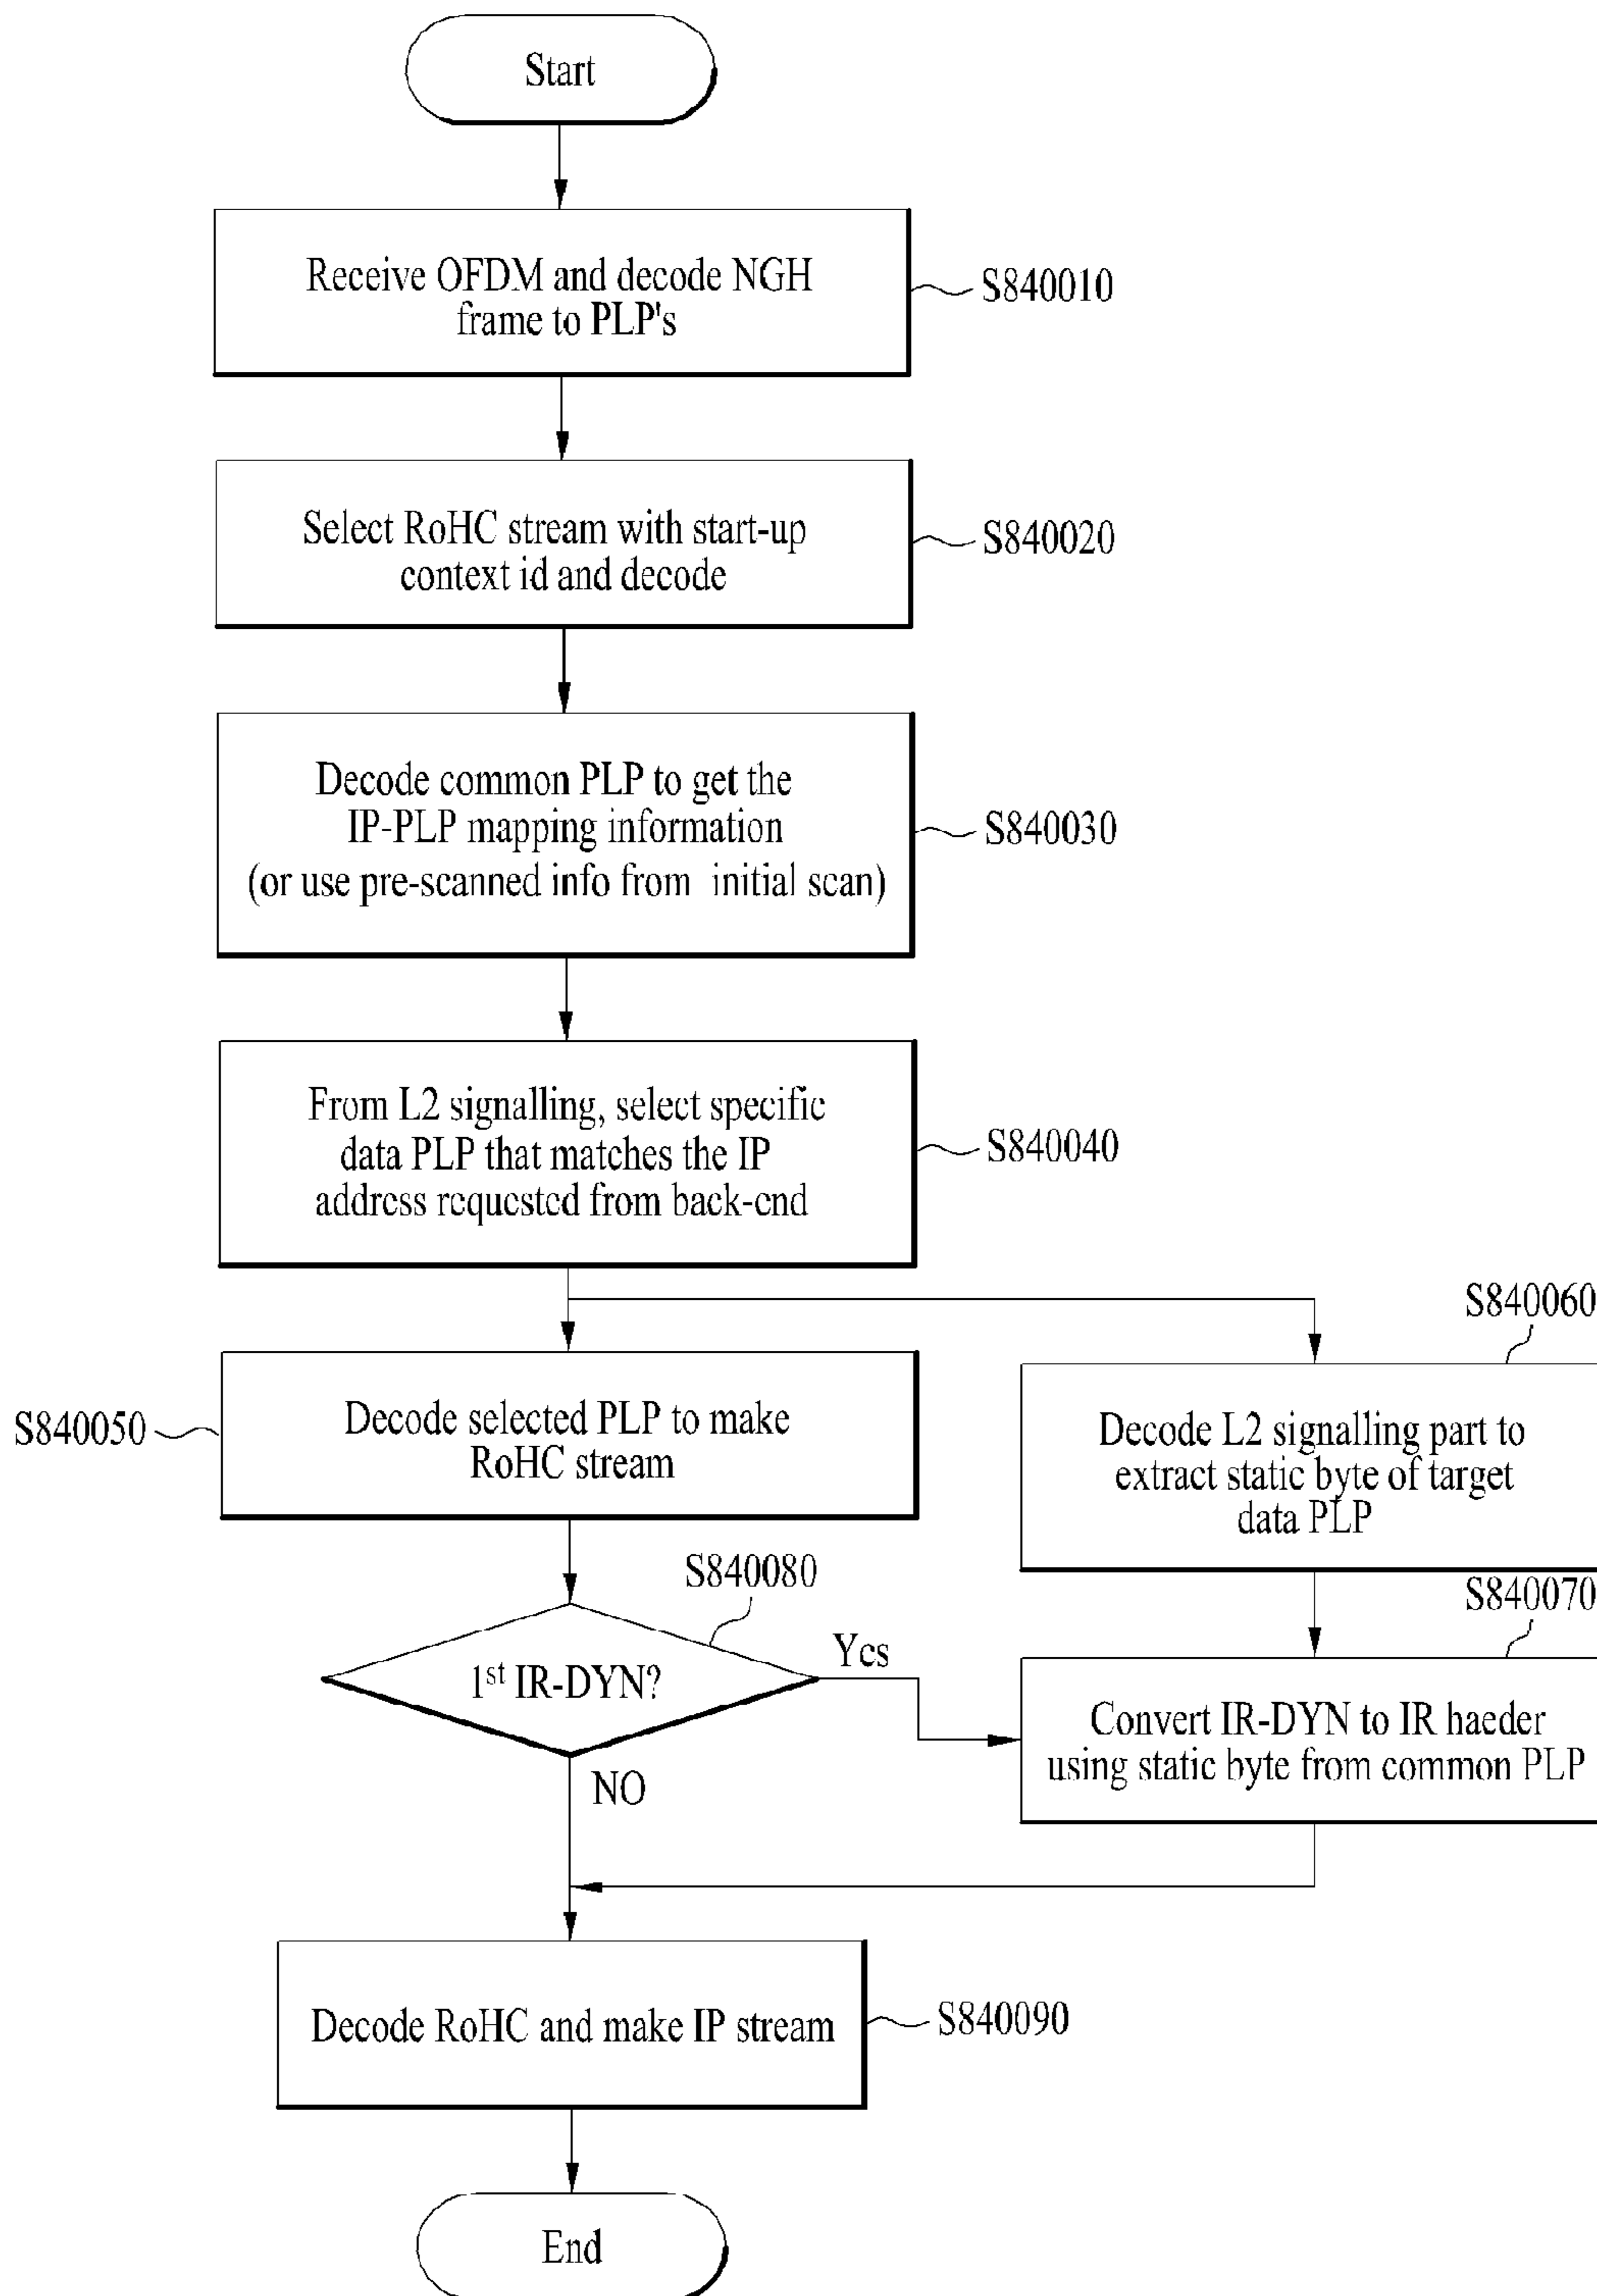 Start
Receive OFDM and decode NGH
frame to PLP's
S840010
Select RoHC stream with start-up
context id and decode
S840020
Decode common PLP to get the
IP-PLP mapping information
(or use pre-scanned info from initial scan)
S840030
From L2 signalling, select specific
data PLP that matches the IP
address requested from back-end
S840040
S840060
Decode selected PLP to make
RoHC stream
S840050
Decode L2 signalling part to
extract static byte of target
data PLP
S840080
S840070
1st IR-DYN?
Yes
NO
Convert IR-DYN to IR haeder
using static byte from common PLP
Decode RoHC and make IP stream
S840090
End